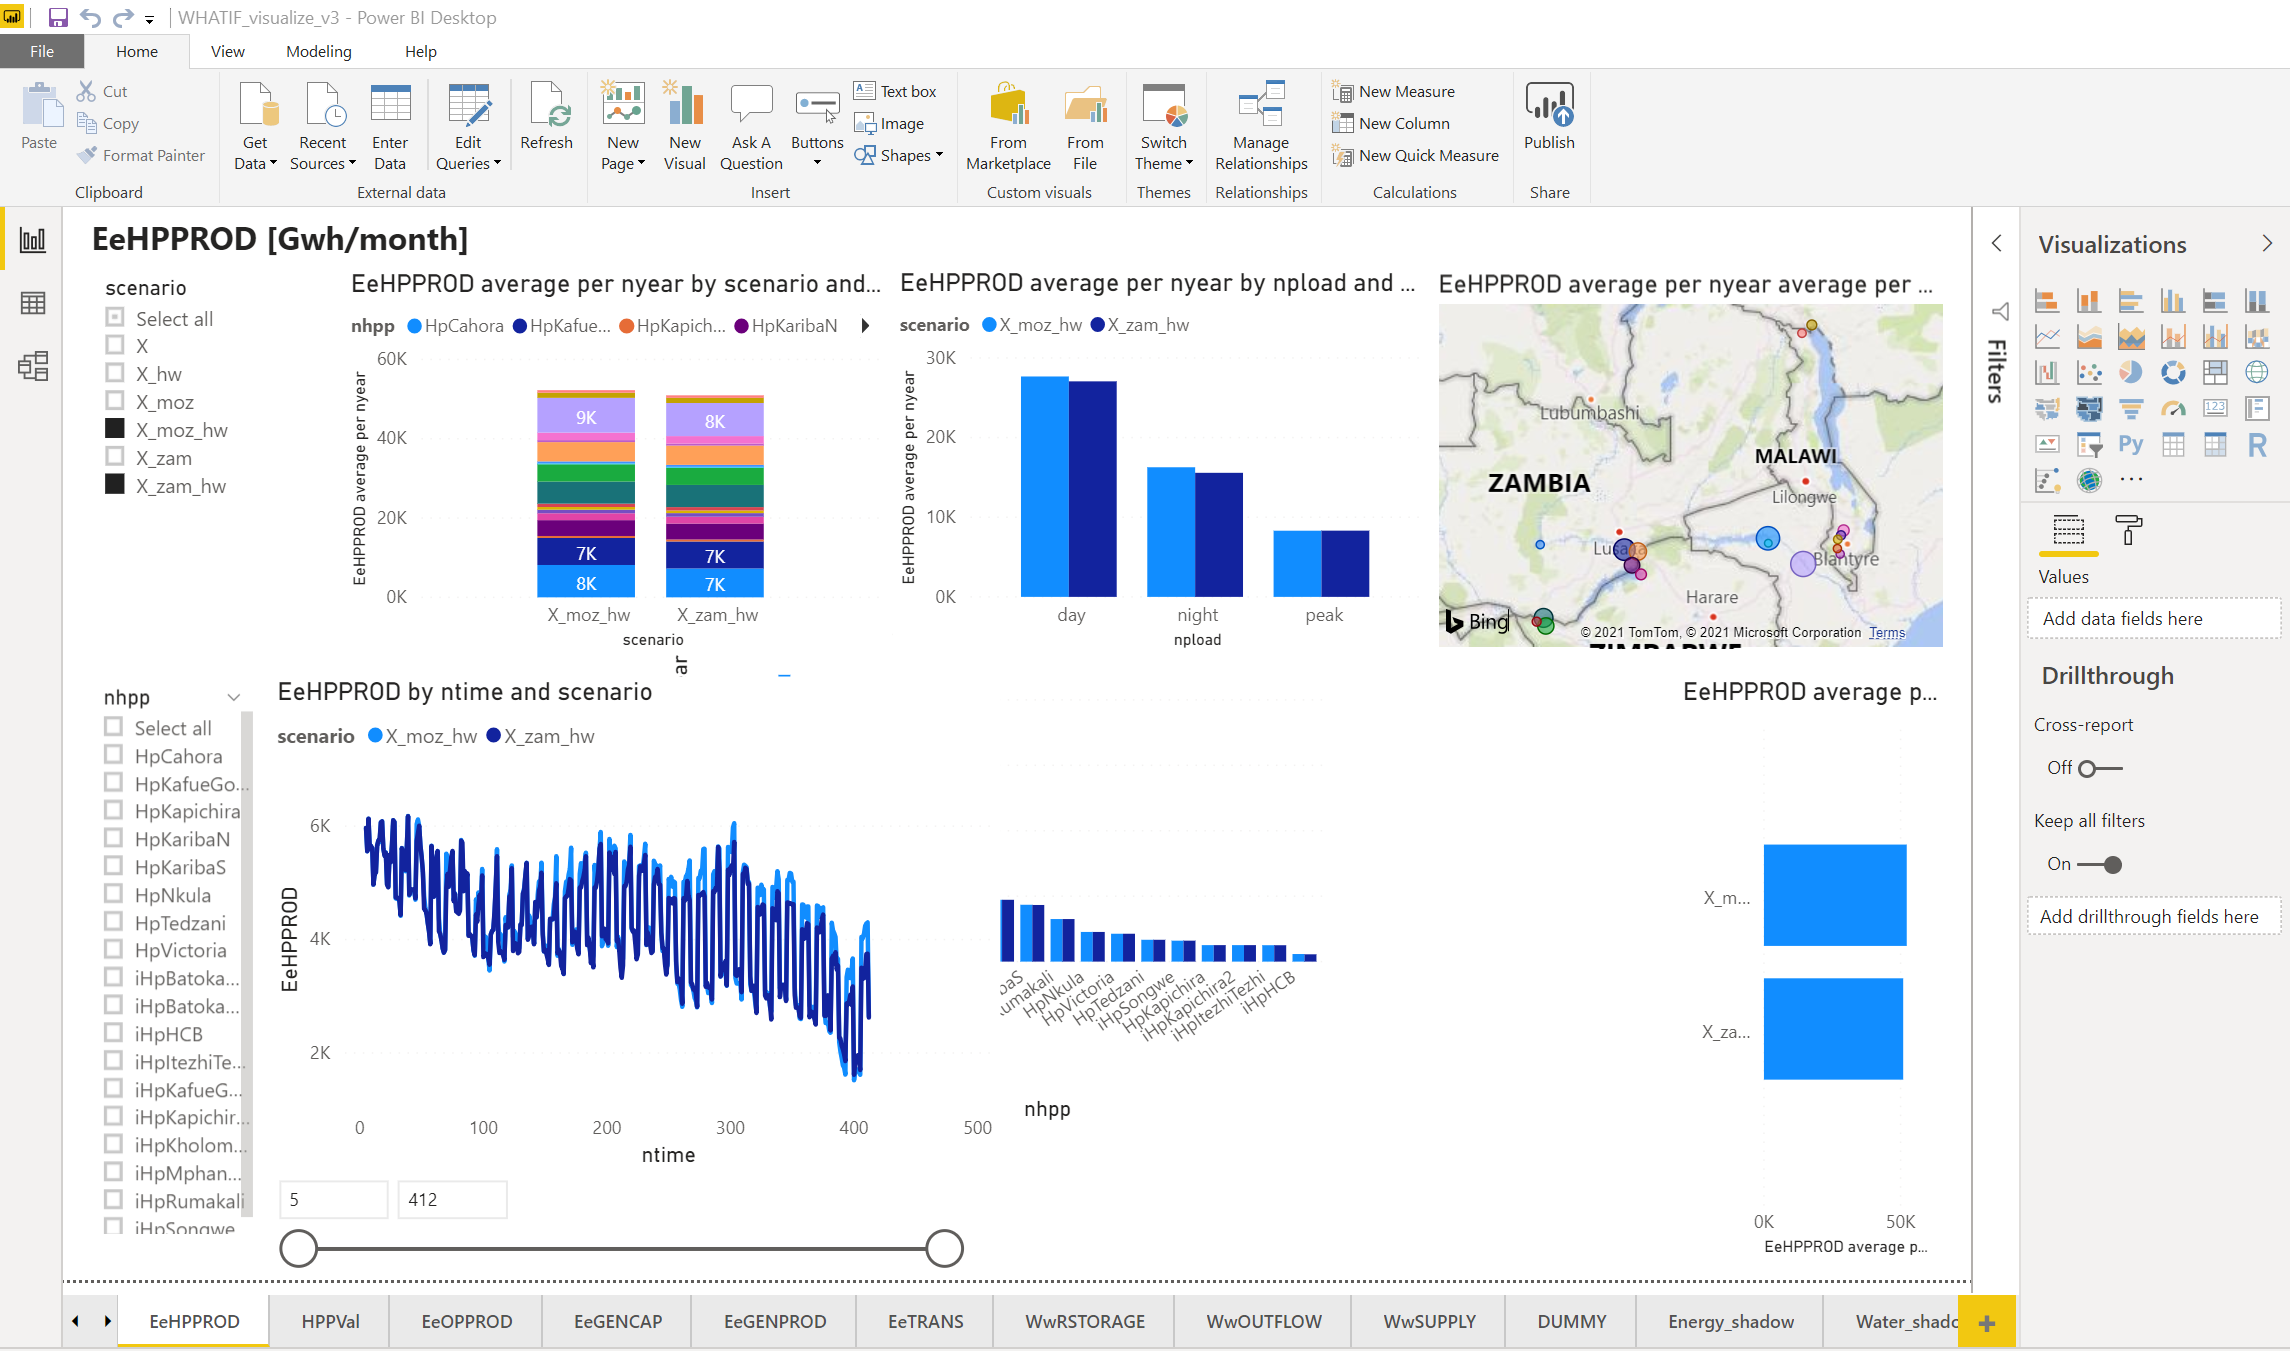 WHATIF_visualize_v3 - Power BI Desktop
File Home View Modeling Help
Paste
Cut
Copy
Format Painter
Clipboard
Get Data
Recent Sources
Enter Data
Edit Queries
Refresh
External data
New Page
New Visual
Ask A Question
Buttons
Text box
Image
Shapes
Insert
From Marketplace
From File
Custom visuals
Switch Theme
Themes
Manage Relationships
Relationships
New Measure
New Column
New Quick Measure
Calculations
Publish
Share
EeHPPROD [Gwh/month]
scenario
Select all
X
X_hw
X_moz
X_moz_hw
X_zam
X_zam_hw
EeHPPROD average per nyear by scenario and...
nhpp HpCahora HpKafue... HpKapich... HpKaribaN
EeHPPROD average per nyear
60K
40K
20K
0K
9K
7K
8K
8K
7K
7K
X_moz_hw X_zam_hw
scenario
ar
EeHPPROD average per nyear by npload and ...
scenario X_moz_hw X_zam_hw
EeHPPROD average per nyear
30K
20K
10K
0K
day night peak
npload
EeHPPROD average per nyear average per ...
Lubumbashi
ZAMBIA
MALAWI
Lilongwe
Blantyre
Harare
Bing
© 2021 TomTom, © 2021 Microsoft Corporation Terms
ZIMBABWE
nhpp
Select all
HpCahora
HpKafueGo...
HpKapichira
HpKaribaN
HpKaribaS
HpNkula
HpTedzani
HpVictoria
iHpBatoka...
iHpBatoka...
iHpHCB
iHpItezhiTe...
iHpKafueG...
iHpKapichir...
iHpKholom...
iHpMphan...
iHpRumakali
iHpSongwe
EeHPPROD by ntime and scenario
scenario X_moz_hw X_zam_hw
EeHPPROD
6K
4K
2K
0 100 200 300 400 500
ntime
5 412
baS
umakali
HpNkula
HpVictoria
HpTedzani
iHpSongwe
HpKapichira
iHpKapichira2
iHpItezhiTezhi
iHpHCB
nhpp
EeHPPROD average p...
X_m...
X_za...
0K 50K
EeHPPROD average p...
Filters
Visualizations
123
Py
R
...
Values
Add data fields here
Drillthrough
Cross-report
Off
Keep all filters
On
Add drillthrough fields here
EeHPPROD HPPVal EeOPPROD EeGENCAP EeGENPROD EeTRANS WwRSTORAGE WwOUTFLOW WwSUPPLY DUMMY Energy_shadow Water_shado
+